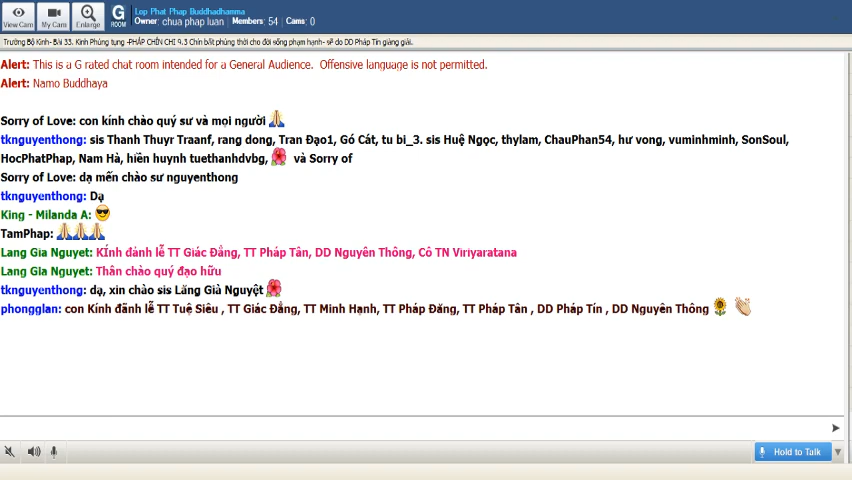 Lop Phat Phap Buddhadhamma
Owner: chua phap luan | Members: 54 | Cams: 0
View Cam
My Cam
Enlarge
G
ROOM
Trường Bộ Kinh- Bài 33. Kinh Phúng tụng -PHÁP CHÍN CHI 9.3 Chín bất phùng thời cho đời sống phạm hạnh- sẽ do DD Pháp Tín giảng giải.
Alert: This is a G rated chat room intended for a General Audience. Offensive language is not permitted.
Alert: Namo Buddhaya
Sorry of Love: con kính chào quý sư và mọi người
tknguyenthong: sis Thanh Thuyr Traanf, rang dong, Tran Đạo1, Gó Cát, tu bi_3. sis Huệ Ngọc, thylam, ChauPhan54, hư vong, vuminhminh, SonSoul,
HocPhatPhap, Nam Hà, hiền huynh tuethanhdvbg, và Sorry of
Sorry of Love: dạ mến chào sư nguyenthong
tknguyenthong: Dạ
King - Milanda A:
TamPhap:
Lang Gia Nguyet: KÍnh đảnh lễ TT Giác Đẳng, TT Pháp Tân, DD Nguyên Thông, Cô TN Viriyaratana
Lang Gia Nguyet: Thân chào quý đạo hữu
tknguyenthong: dạ, xin chào sis Lăng Già Nguyệt
phongglan: con Kính đãnh lễ TT Tuệ Siêu , TT Giác Đẳng, TT Minh Hạnh, TT Pháp Đăng, TT Pháp Tân , DD Pháp Tín , DD Nguyên Thông
Hold to Talk